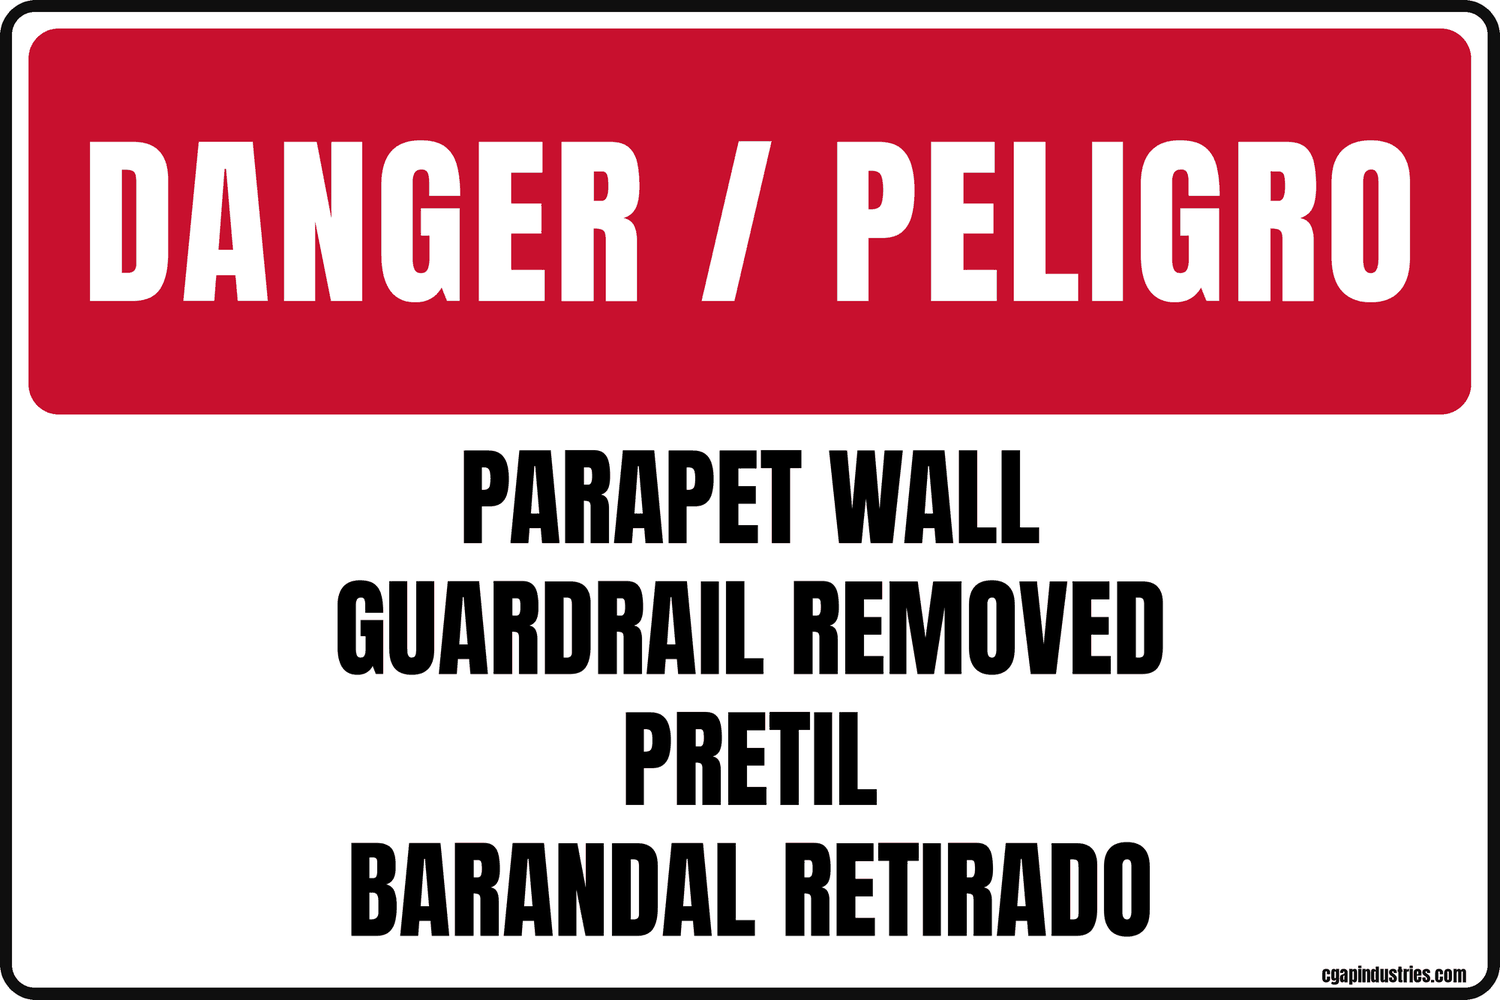 DANGER / PELIGRO
PARAPET WALL
GUARDRAIL REMOVED
PRETIL
BARANDAL RETIRADO
cgapindustries.com